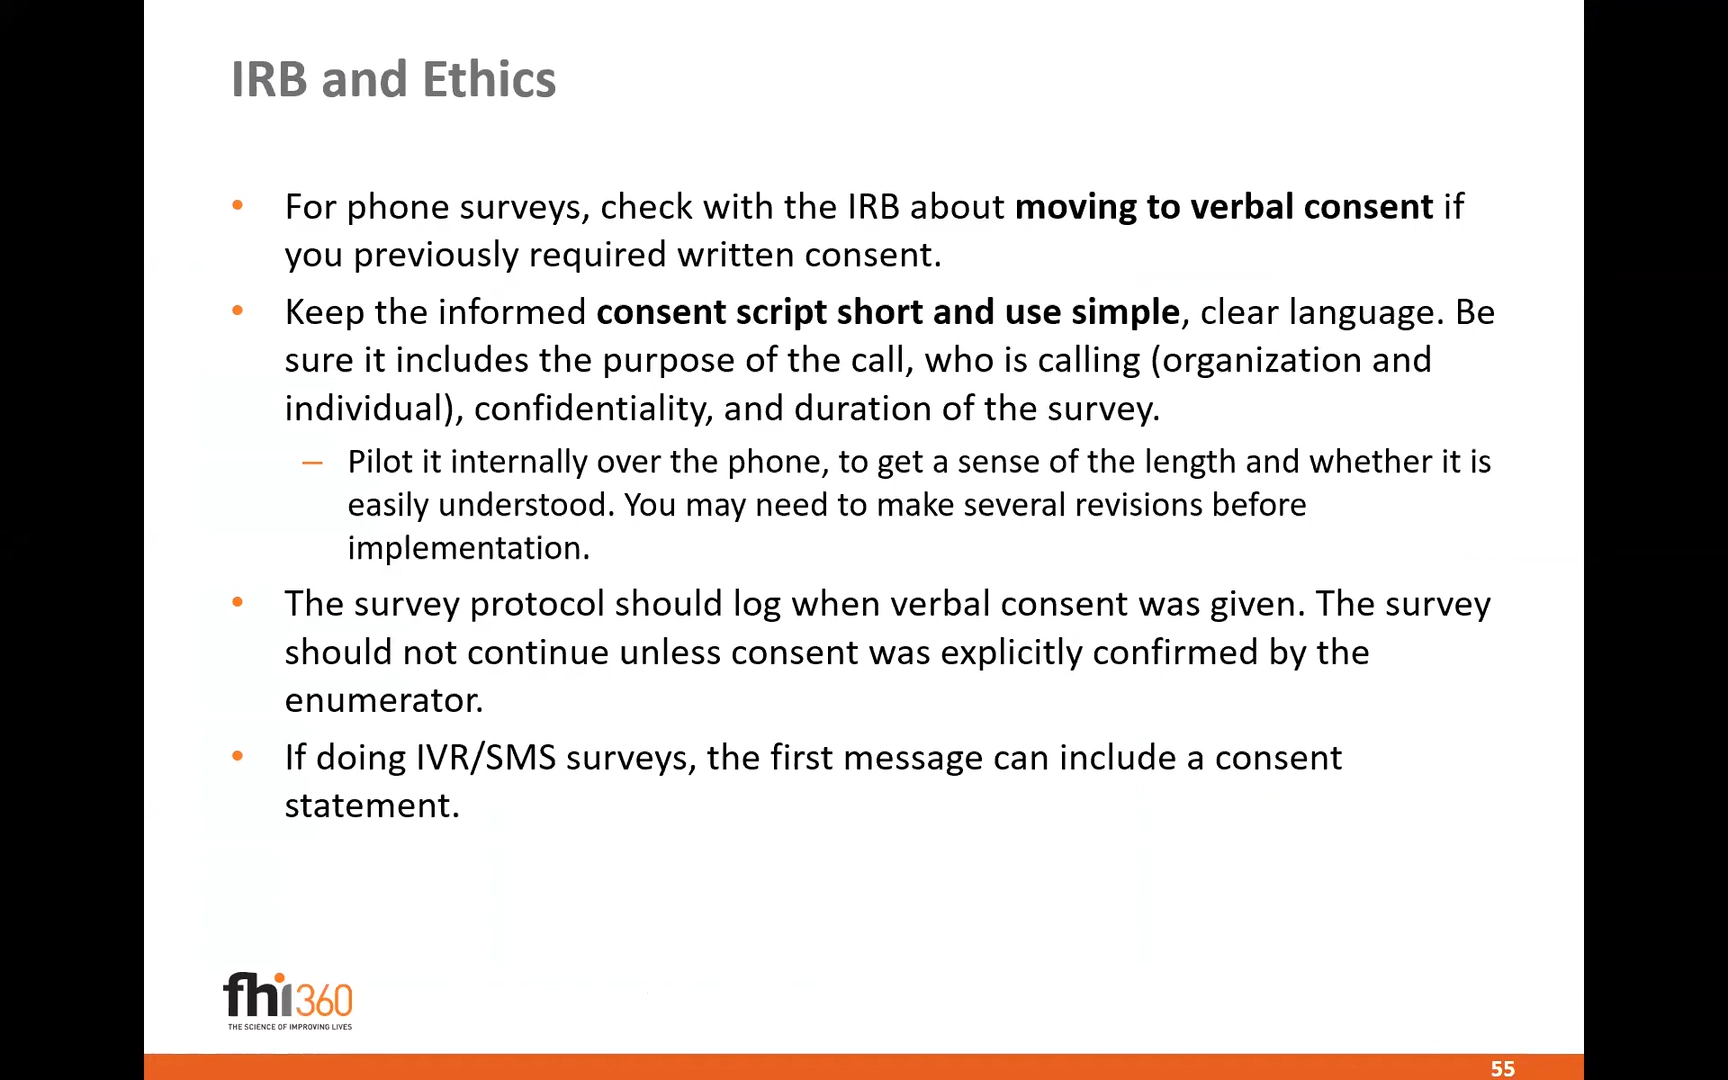 IRB and Ethics
• For phone surveys, check with the IRB about moving to verbal consent if
you previously required written consent.
• Keep the informed consent script short and use simple, clear language. Be
sure it includes the purpose of the call, who is calling (organization and
individual), confidentiality, and duration of the survey.
– Pilot it internally over the phone, to get a sense of the length and whether it is
easily understood. You may need to make several revisions before
implementation.
• The survey protocol should log when verbal consent was given. The survey
should not continue unless consent was explicitly confirmed by the
enumerator.
• If doing IVR/SMS surveys, the first message can include a consent
statement.
fhi360
THE SCIENCE OF IMPROVING LIVES
55